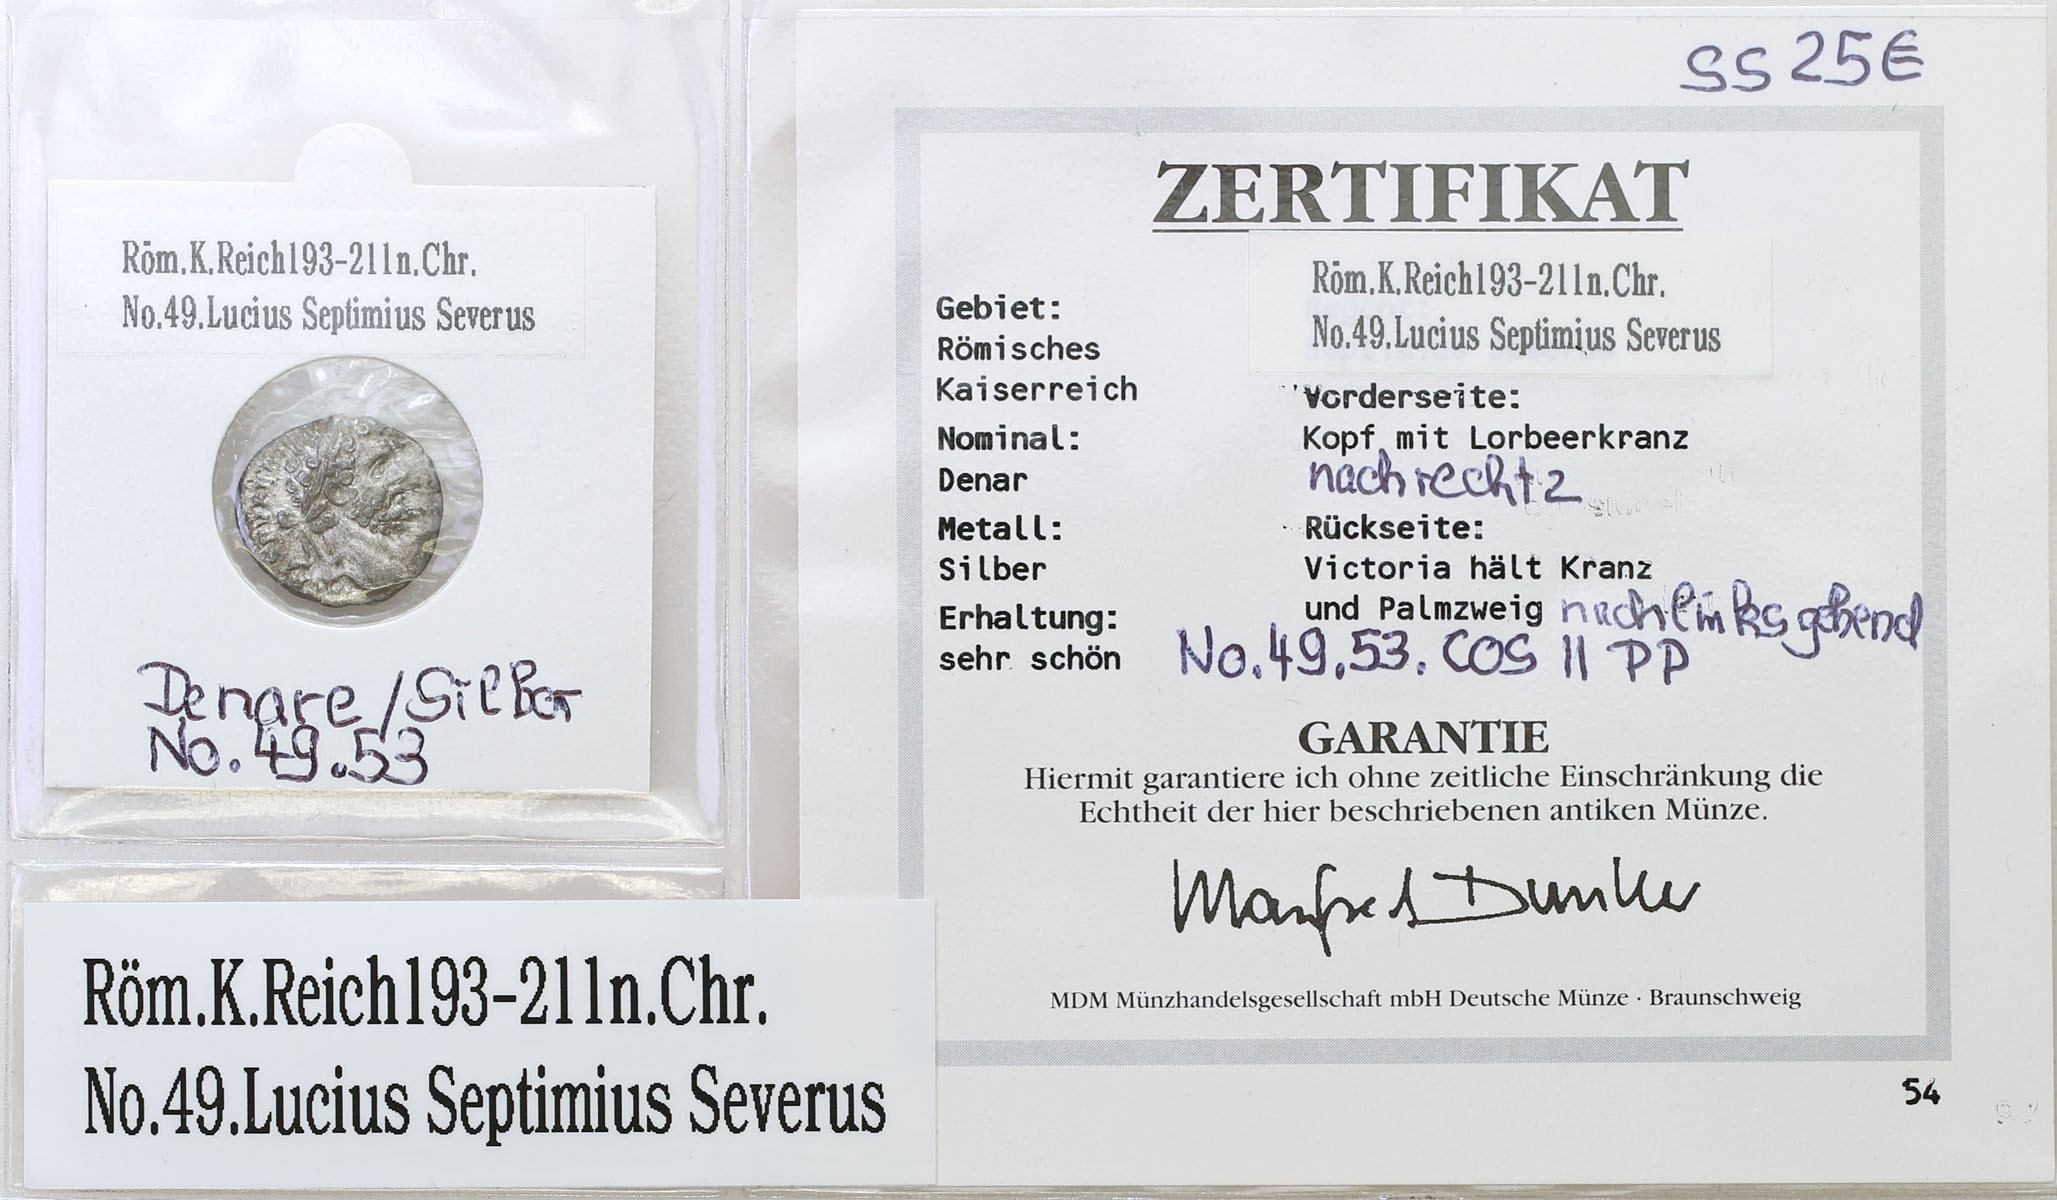 Röm.K.Reich193-211n.Chr.
No.49.Lucius Septimius Severus
Denare/Silber
No.49.53
Röm.K.Reich193-211n.Chr.
No.49.Lucius Septimius Severus
SS 25€
ZERTIFIKAT
Röm.K.Reich193-211n.Chr.
No.49.Lucius Septimius Severus
Gebiet:
Römisches
Kaiserreich
Nominal:
Denar
Metall:
Silber
Erhaltung:
sehr schön
Vorderseite:
Kopf mit Lorbeerkranz
nach rechtz
Rückseite:
Victoria hält Kranz
und Palmzweig nach links gehend
No.49.53. COS II PP
GARANTIE
Hiermit garantiere ich ohne zeitliche Einschränkung die
Echtheit der hier beschriebenen antiken Münze.
MDM Münzhandelsgesellschaft mbH Deutsche Münze · Braunschweig
54